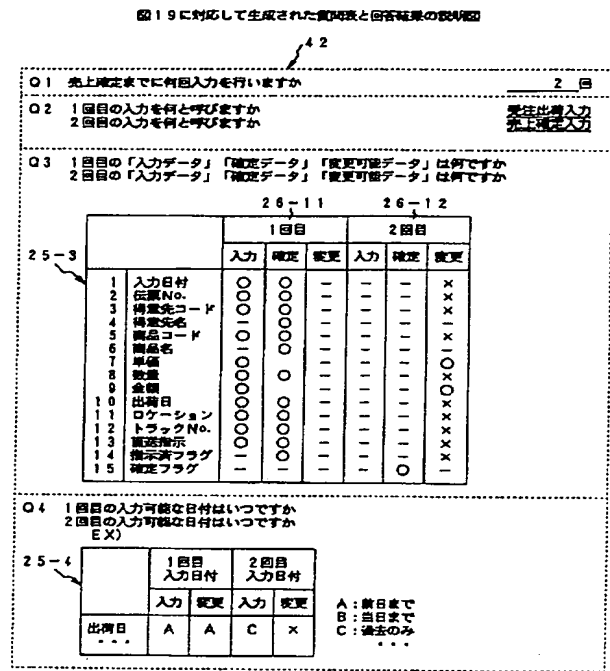 図19に対応して生成された質問表と回答結果の説明図
42
Q1 売上確定までに何回入力を行いますか 2 回
Q2 1回目の入力を何と呼びますか 受注出荷入力
2回目の入力を何と呼びますか 売上確定入力
Q3 1回目の「入力データ」「確定データ」「変更可能データ」は何ですか
2回目の「入力データ」「確定データ」「変更可能データ」は何ですか
26-11 26-12
25-3
1回目 2回目
入力 確定 変更 入力 確定 変更
1 入力日付 ○ ○ − − − ×
2 伝票No. ○ ○ − − − ×
3 得意先コード ○ ○ − − − ×
4 得意先名 − ○ − − − −
5 商品コード ○ ○ − − − ×
6 商品名 − ○ − − − −
7 単価 ○ − − − ○
8 数量 ○ ○ − − − ×
9 金額 ○ − − − ○
10 出荷日 ○ ○ − − − ×
11 ロケーション ○ ○ − − − ×
12 トラックNo. ○ ○ − − − ×
13 直送指示 ○ ○ − − − ×
14 指示済フラグ − ○ − − − ×
15 確定フラグ − − − − ○ −
Q4 1回目の入力可能な日付はいつですか
2回目の入力可能な日付はいつですか
EX)
25-4
1回目 2回目
入力日付 入力日付
入力 変更 入力 変更
出荷日 A A C ×
・・・
A：前日まで
B：当日まで
C：過去のみ
・・・